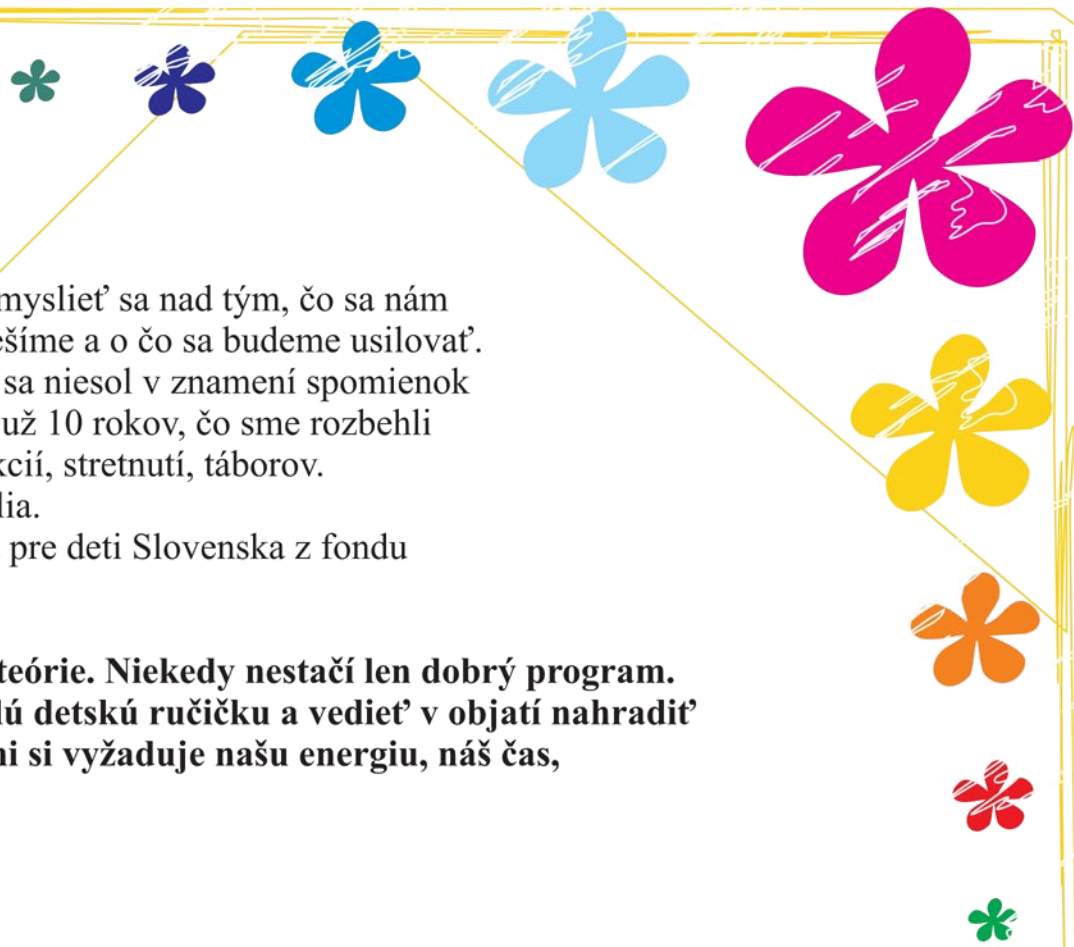 myslieť sa nad tým, čo sa nám
ešíme a o čo sa budeme usilovať.
sa niesol v znamení spomienok
už 10 rokov, čo sme rozbehli
kcií, stretnutí, táborov.
lia.
pre deti Slovenska z fondu
teórie. Niekedy nestačí len dobrý program.
lú detskú ručičku a vedieť v objatí nahradiť
ni si vyžaduje našu energiu, náš čas,